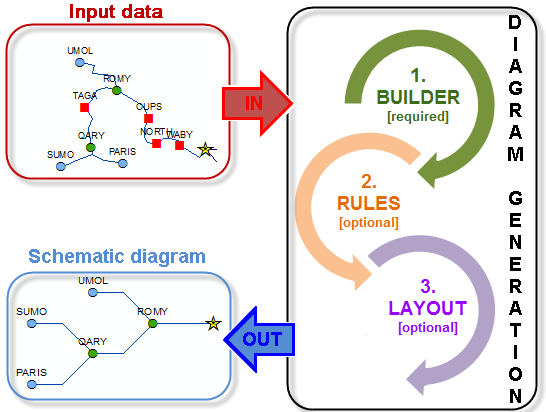 Input data
UMOL
ROMY
TAGA
OUPS
QARY
NORTH
WABY
SUMO
PARIS
IN
DIAGRAM GENERATION
1.
BUILDER
[required]
2.
RULES
[optional]
3.
LAYOUT
[optional]
Schematic diagram
UMOL
SUMO
ROMY
QARY
PARIS
OUT